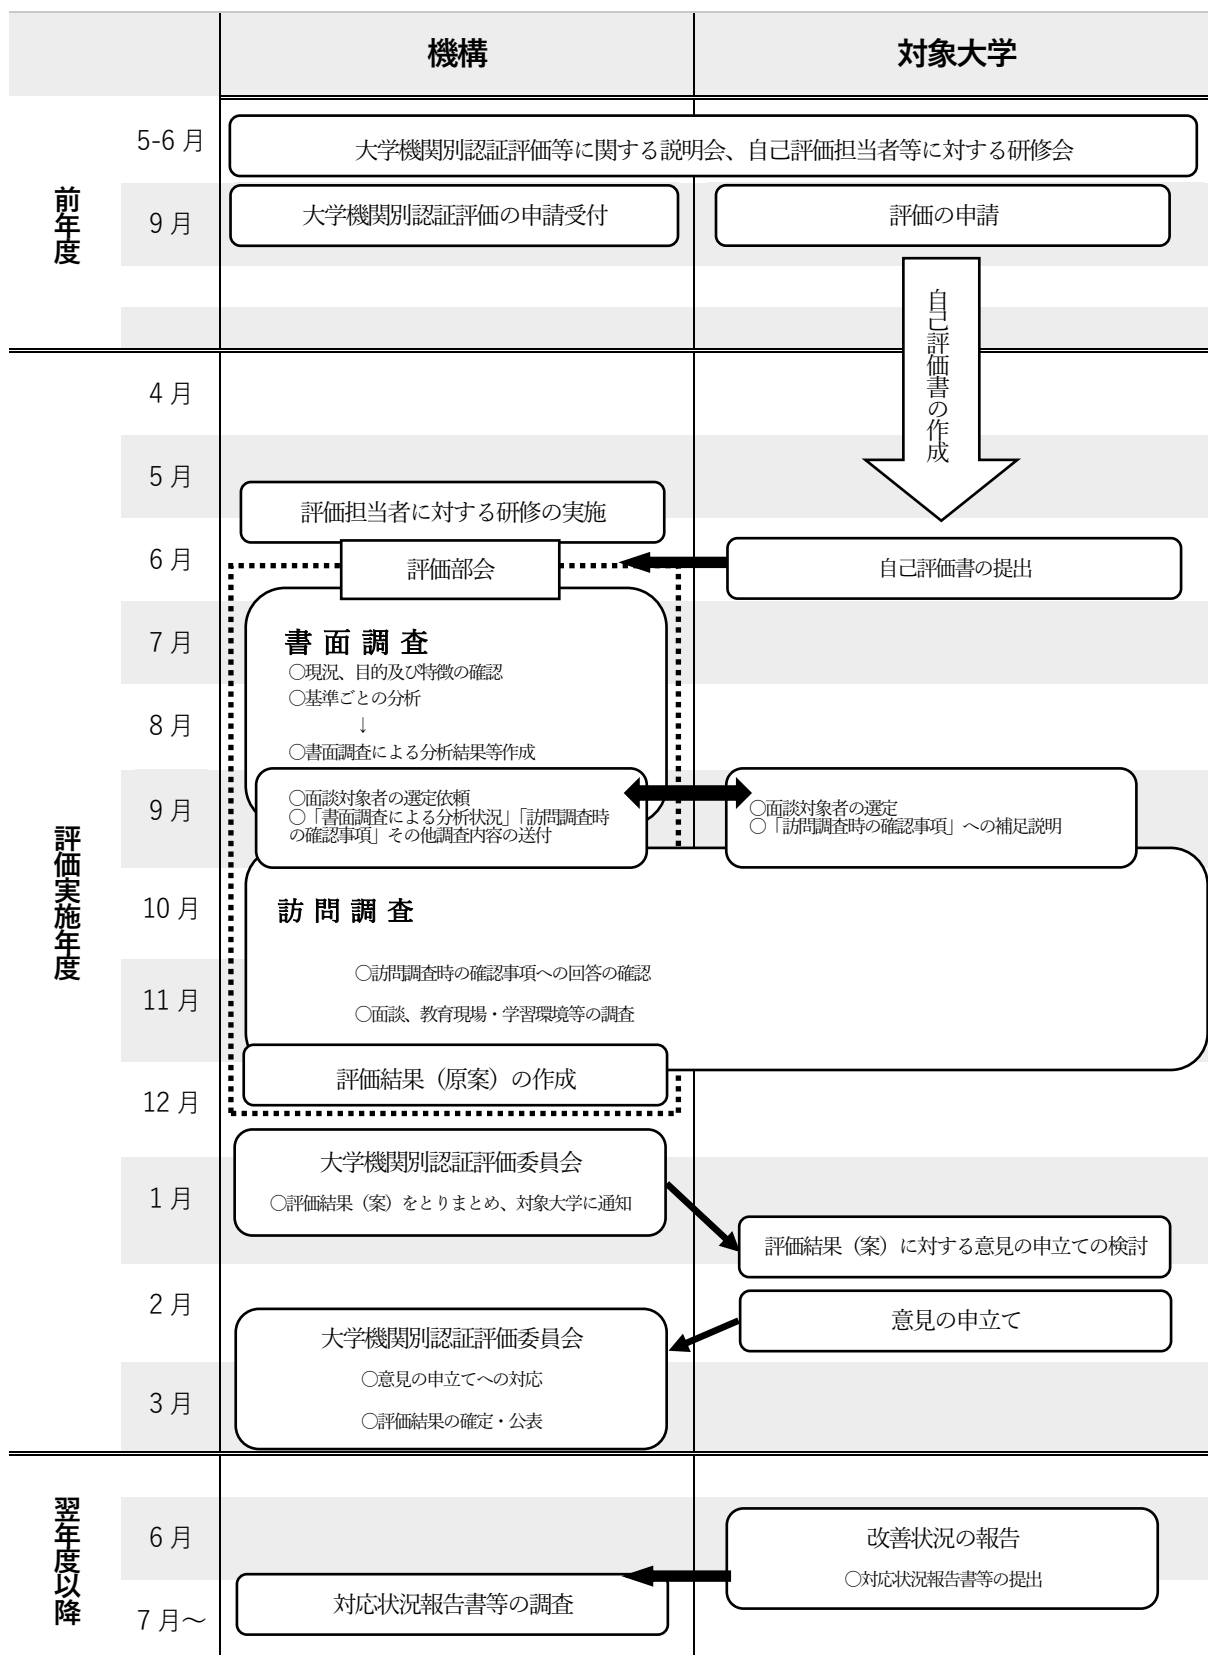 機構
対象大学
前年度
5-6 月
大学機関別認証評価等に関する説明会、自己評価担当者等に対する研修会
9 月
大学機関別認証評価の申請受付
評価の申請
自己評価書の作成
評価実施年度
4 月
5 月
評価担当者に対する研修の実施
6 月
評価部会
自己評価書の提出
7 月
書面調査
○現況、目的及び特徴の確認
○基準ごとの分析
8 月
↓
○書面調査による分析結果等作成
9 月
○面談対象者の選定依頼
○「書面調査による分析状況」「訪問調査時
の確認事項」その他調査内容の送付
○面談対象者の選定
○「訪問調査時の確認事項」への補足説明
10 月
訪問調査
○訪問調査時の確認事項への回答の確認
11 月
○面談、教育現場・学習環境等の調査
評価結果（原案）の作成
12 月
大学機関別認証評価委員会
1 月
○評価結果（案）をとりまとめ、対象大学に通知
評価結果（案）に対する意見の申立ての検討
2 月
意見の申立て
大学機関別認証評価委員会
○意見の申立てへの対応
3 月
○評価結果の確定・公表
翌年度以降
6 月
改善状況の報告
○対応状況報告書等の提出
7 月～
対応状況報告書等の調査